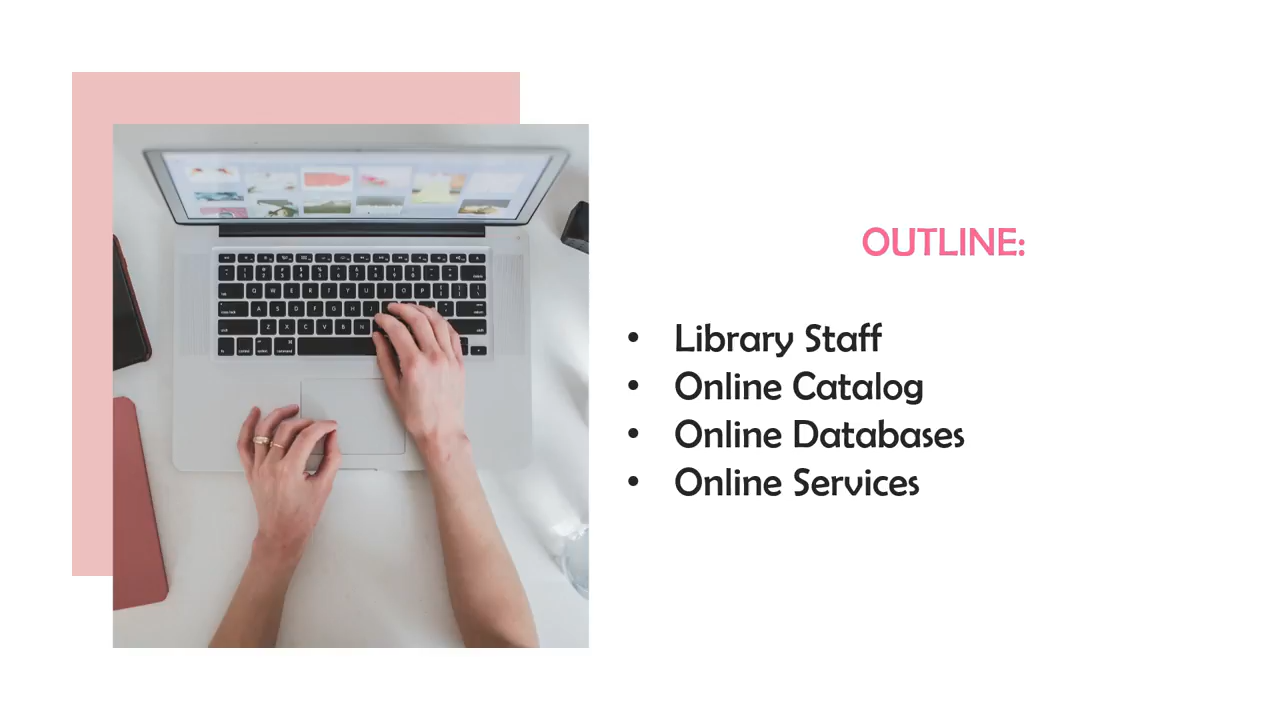 OUTLINE:
• Library Staff
• Online Catalog
• Online Databases
• Online Services